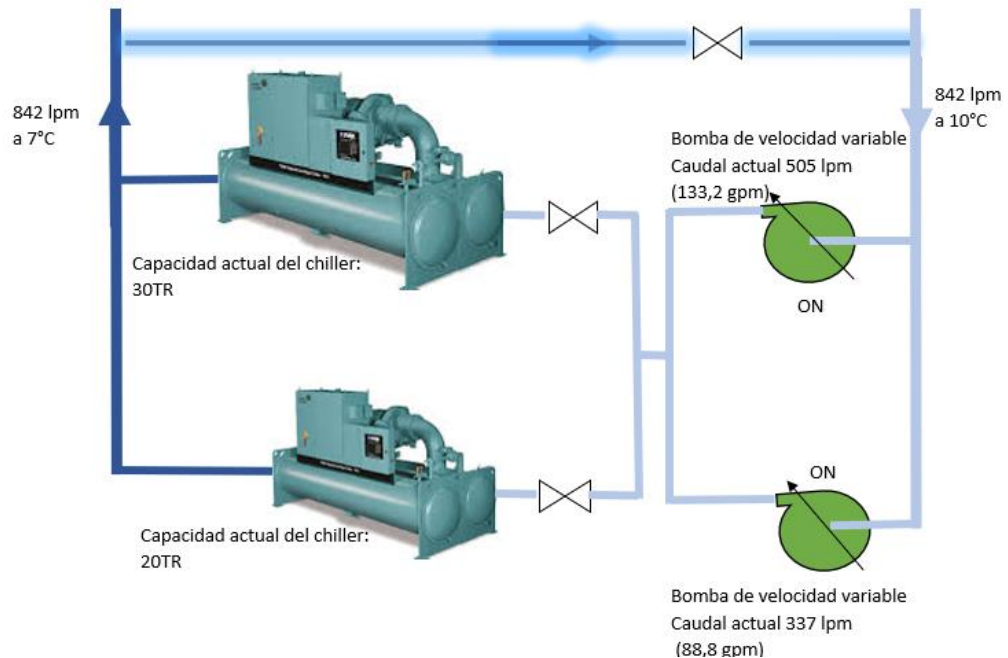 842 lpm
a 7°C
842 lpm
a 10°C
Bomba de velocidad variable
Caudal actual 505 lpm
(133,2 gpm)
ON
Capacidad actual del chiller:
30TR
ON
Capacidad actual del chiller:
20TR
Bomba de velocidad variable
Caudal actual 337 lpm
(88,8 gpm)